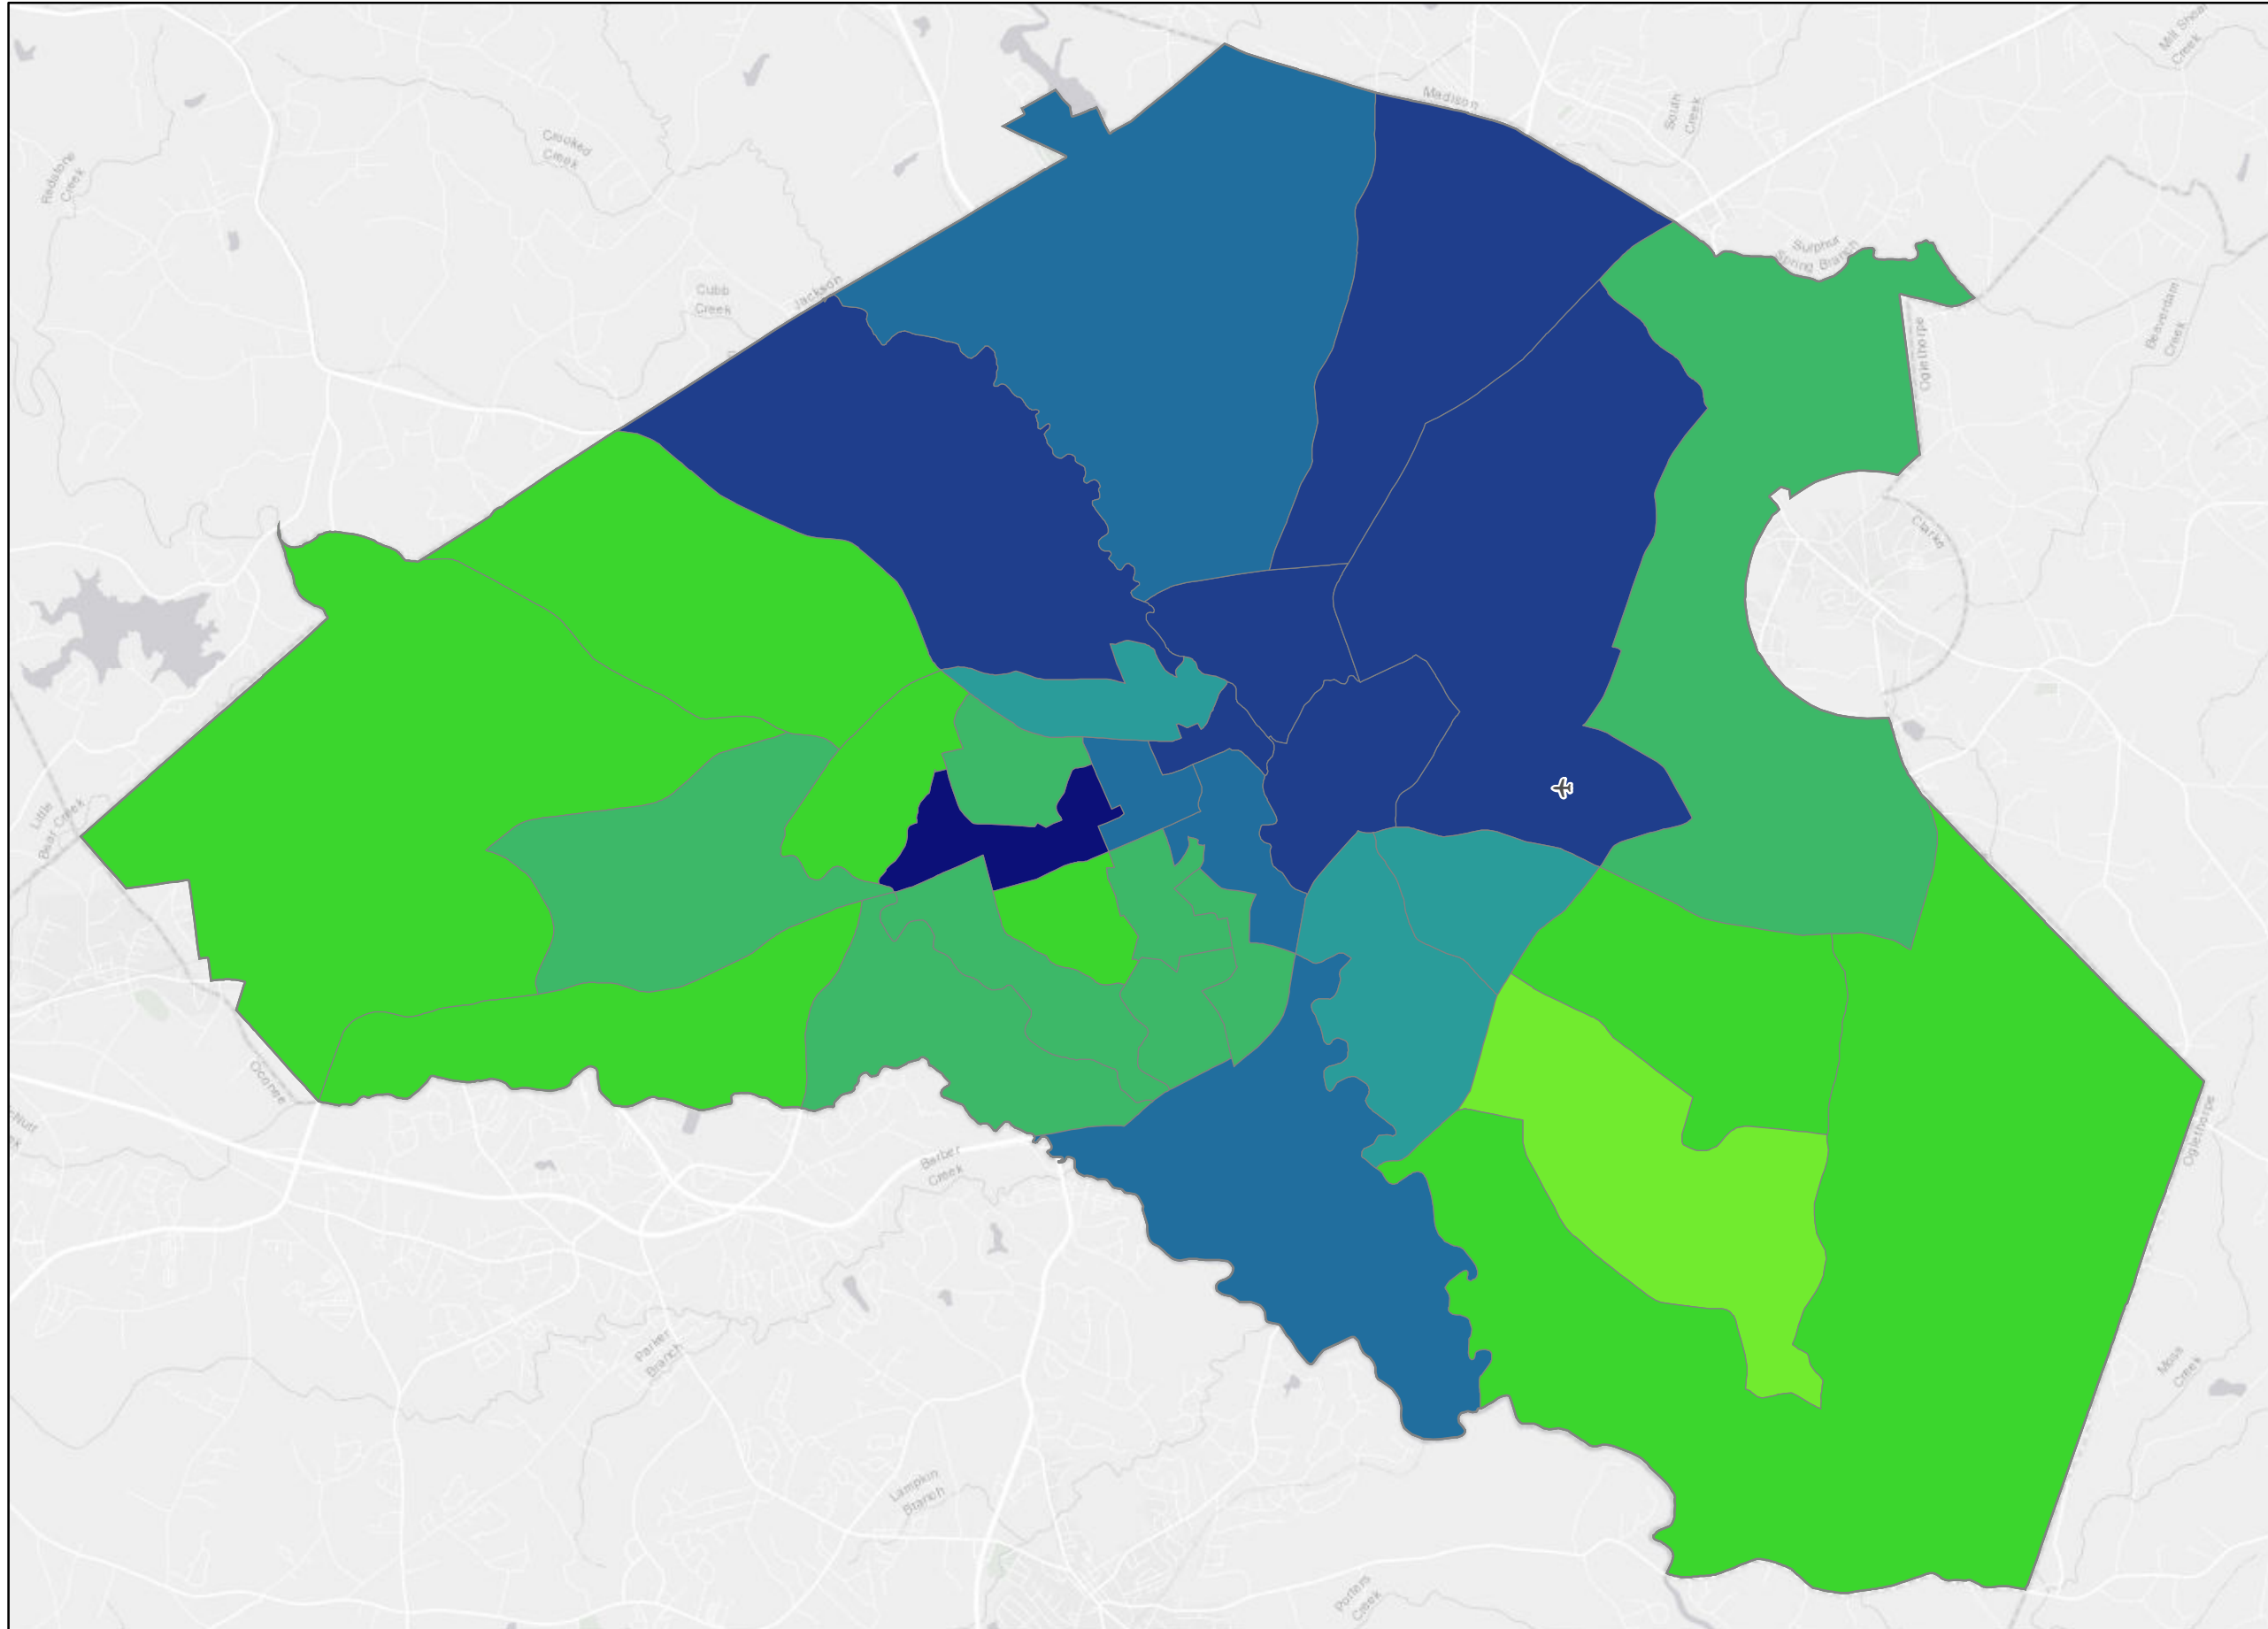 Mill Shoal
Creek
Madison
South
Creek
Crooked
Creek
Redstone
Creek
Sulphur
Spring Branch
Jackson
Cubb
Creek
Beaverdam
Creek
Oglethorpe
Clarke
Little
Bear Creek
Oconee
Barber
Creek
Oglethorpe
Parker
Branch
Moss
Creek
Lampkin
Branch
Porters
Creek